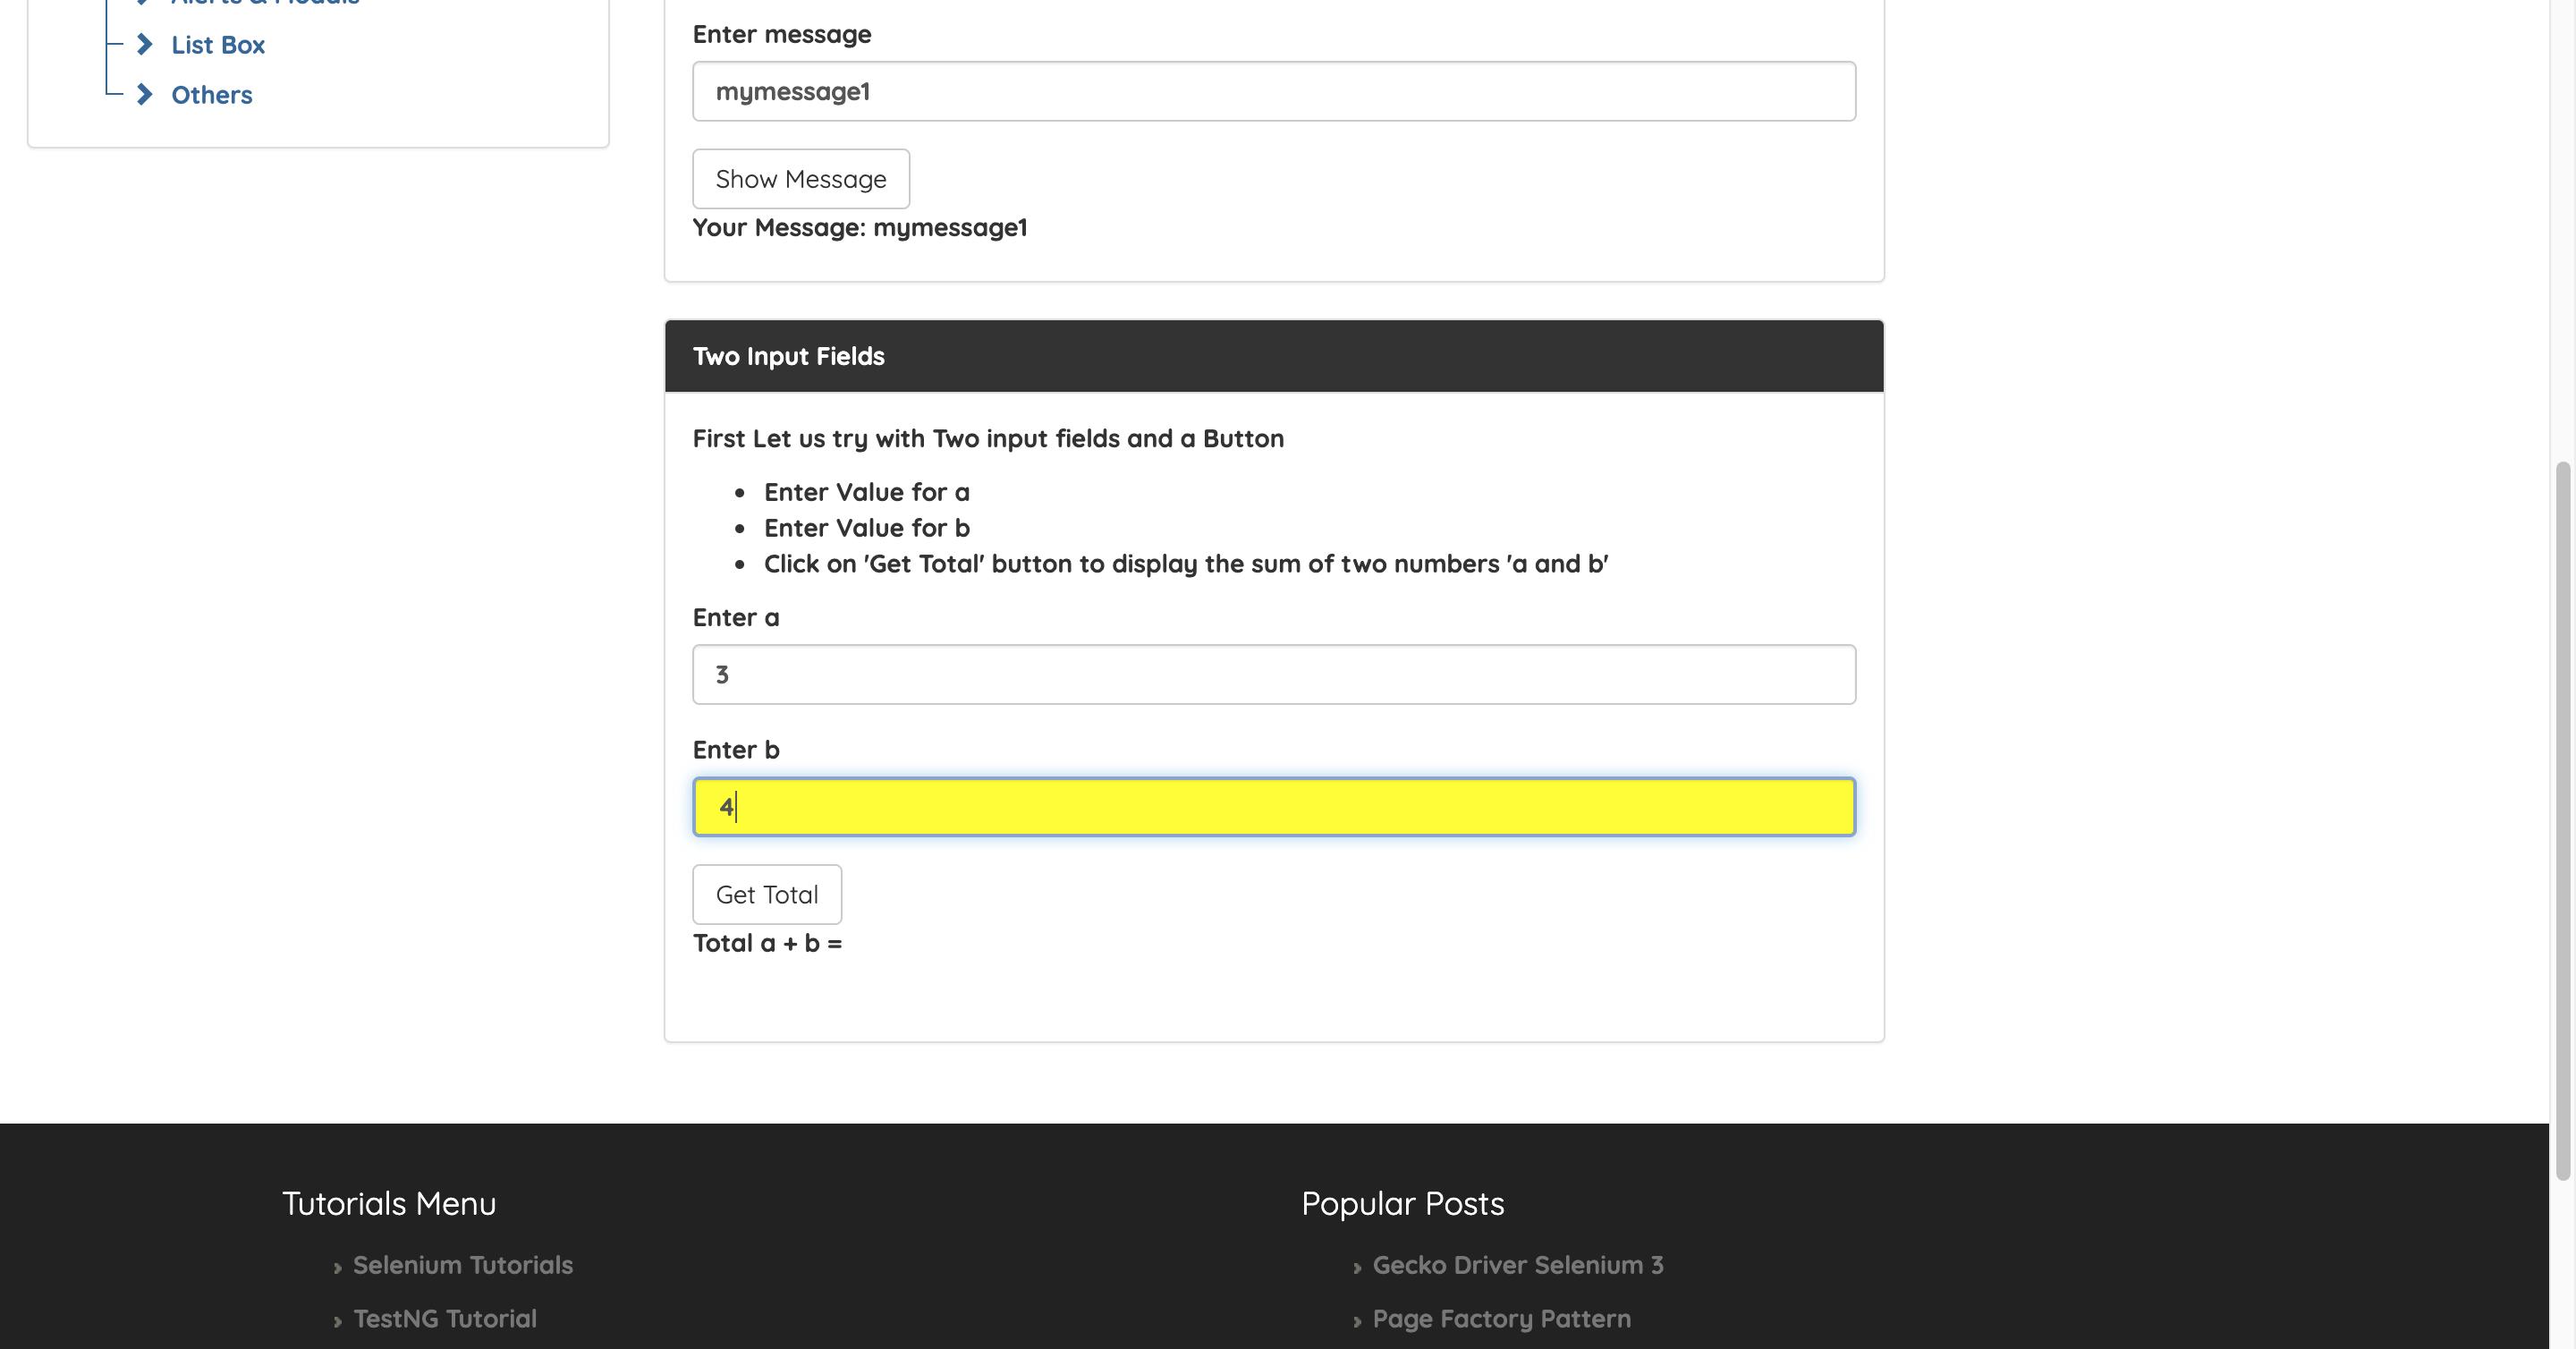 Alerts & Modals
List Box
Others
Enter message
mymessage1
Show Message
Your Message: mymessage1
Two Input Fields
First Let us try with Two input fields and a Button
Enter Value for a
Enter Value for b
Click on 'Get Total' button to display the sum of two numbers 'a and b'
Enter a
3
Enter b
4
Get Total
Total a + b =
Tutorials Menu
Selenium Tutorials
TestNG Tutorial
Popular Posts
Gecko Driver Selenium 3
Page Factory Pattern